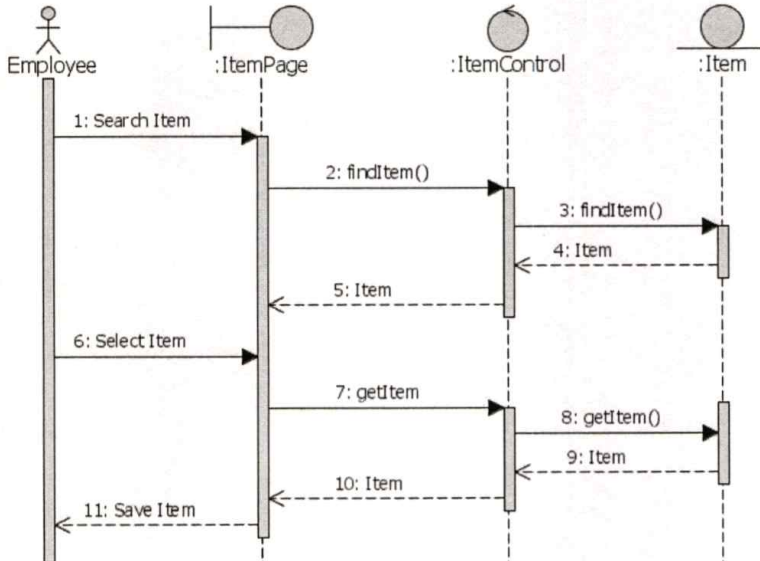 Employee
:ItemPage
:ItemControl
:Item
1: Search Item
2: findItem()
3: findItem()
4: Item
5: Item
6: Select Item
7: getItem
8: getItem()
9: Item
10: Item
11: Save Item